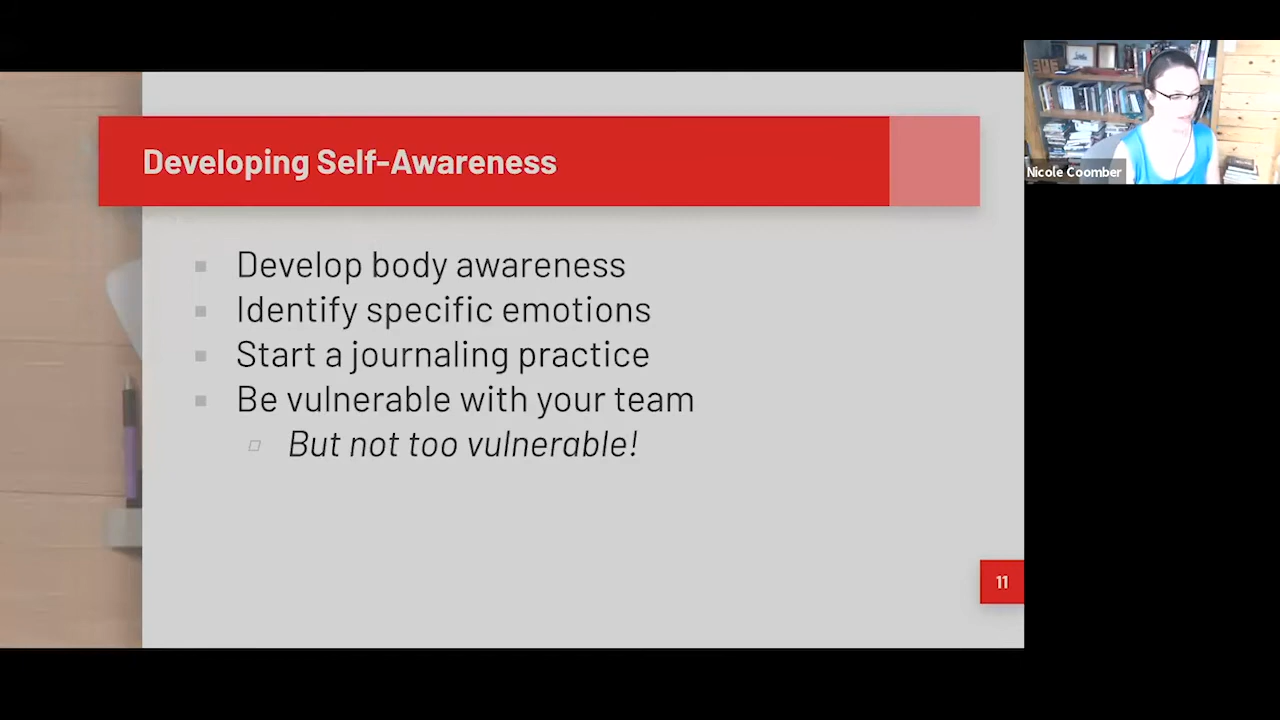 Developing Self-Awareness
Develop body awareness
Identify specific emotions
Start a journaling practice
Be vulnerable with your team
But not too vulnerable!
11
Nicole Coomber